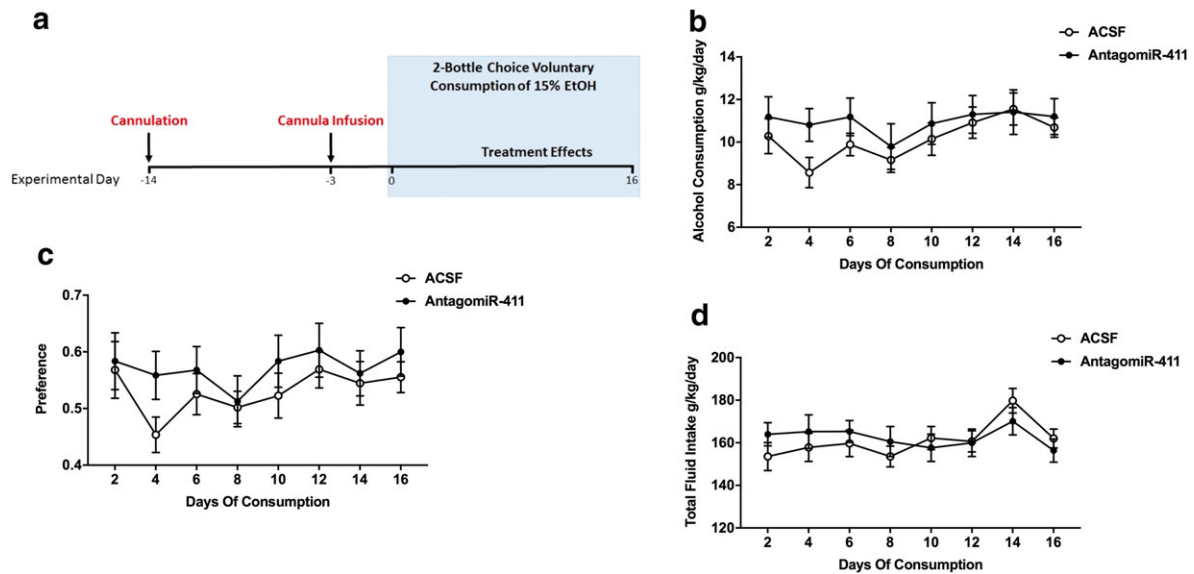 a
2-Bottle Choice Voluntary
Consumption of 15% EtOH
Cannulation
Cannula Infusion
Treatment Effects
Experimental Day
-14
-3
0
16
b
ACSF
AntagomiR-411
Alcohol Consumption g/kg/day
14
12
10
8
6
2 4 6 8 10 12 14 16
Days Of Consumption
c
ACSF
AntagomiR-411
Preference
0.7
0.6
0.5
0.4
2 4 6 8 10 12 14 16
Days Of Consumption
d
ACSF
AntagomiR-411
Total Fluid Intake g/kg/day
200
180
160
140
120
2 4 6 8 10 12 14 16
Days Of Consumption